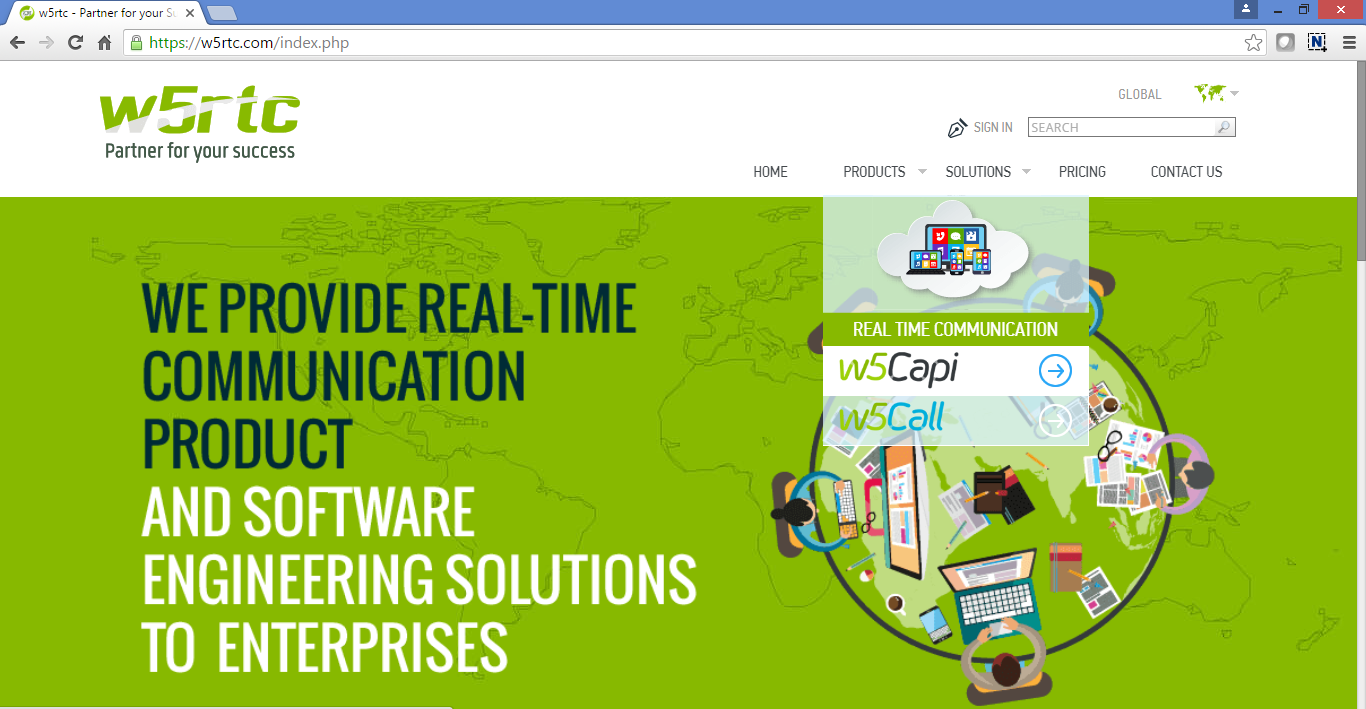 w5rtc - Partner for your Su
https://w5rtc.com/index.php
w5rtc
Partner for your success
GLOBAL
SIGN IN
SEARCH
HOME
PRODUCTS
SOLUTIONS
PRICING
CONTACT US
REAL TIME COMMUNICATION
w5Capi
w5Call
WE PROVIDE REAL-TIME
COMMUNICATION
PRODUCT
AND SOFTWARE
ENGINEERING SOLUTIONS
TO ENTERPRISES